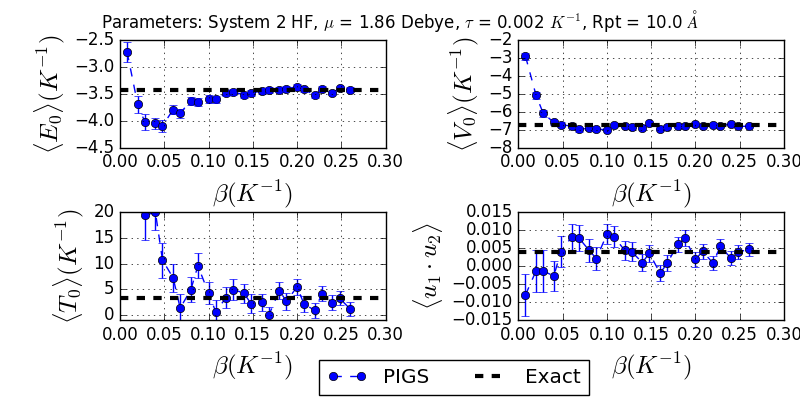 Parameters: System 2 HF, μ = 1.86 Debye, τ = 0.002 K⁻¹, Rpt = 10.0 Å
⟨E₀⟩(K⁻¹)
−2.5
−3.0
−3.5
−4.0
−4.5
0.00 0.05 0.10 0.15 0.20 0.25 0.30
β(K⁻¹)
⟨V₀⟩(K⁻¹)
−2
−3
−4
−5
−6
−7
−8
0.00 0.05 0.10 0.15 0.20 0.25 0.30
β(K⁻¹)
⟨T₀⟩(K⁻¹)
20
15
10
5
0
0.00 0.05 0.10 0.15 0.20 0.25 0.30
β(K⁻¹)
⟨u₁ · u₂⟩
0.015
0.010
0.005
0.000
−0.005
−0.010
−0.015
0.00 0.05 0.10 0.15 0.20 0.25 0.30
β(K⁻¹)
PIGS Exact